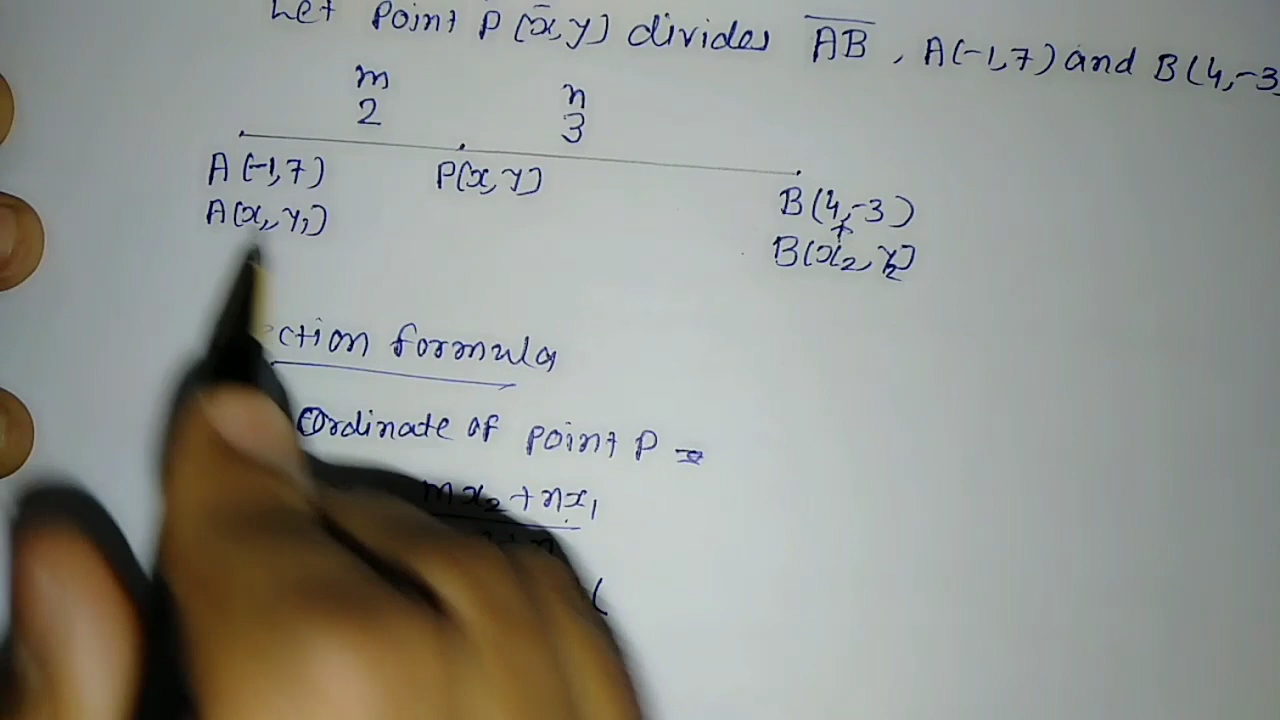 Let Point P(x,y) divides AB, A(-1,7) and B(4,-3
m n
2 3
A(-1,7) P(x,y) B(4,-3)
A(x1,y1) B(x2,y2)
ction formula
Ordinate of point P =
mx2+nx1
(